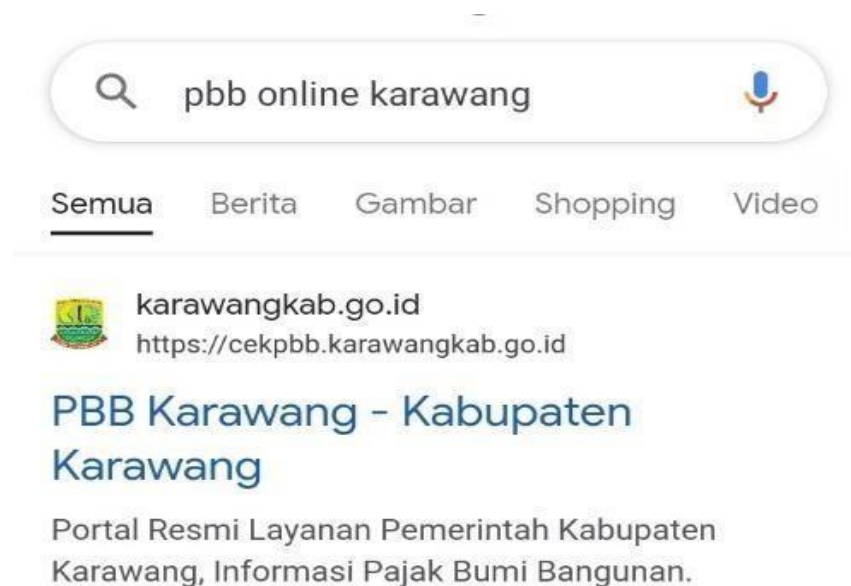 pbb online karawang
Semua Berita Gambar Shopping Video
karawangkab.go.id
https://cekpbb.karawangkab.go.id
PBB Karawang - Kabupaten
Karawang
Portal Resmi Layanan Pemerintah Kabupaten
Karawang, Informasi Pajak Bumi Bangunan.